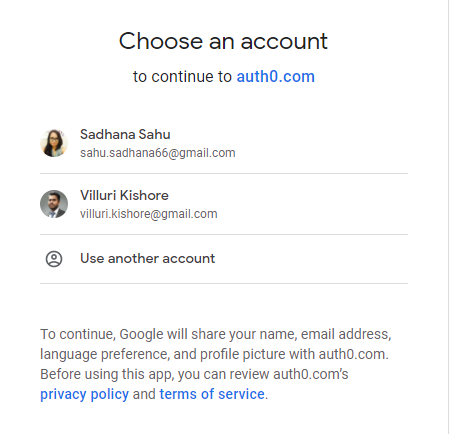 Choose an account
to continue to auth0.com
Sadhana Sahu
sahu.sadhana66@gmail.com
Villuri Kishore
villuri.kishore@gmail.com
Use another account
To continue, Google will share your name, email address,
language preference, and profile picture with auth0.com.
Before using this app, you can review auth0.com's
privacy policy and terms of service.